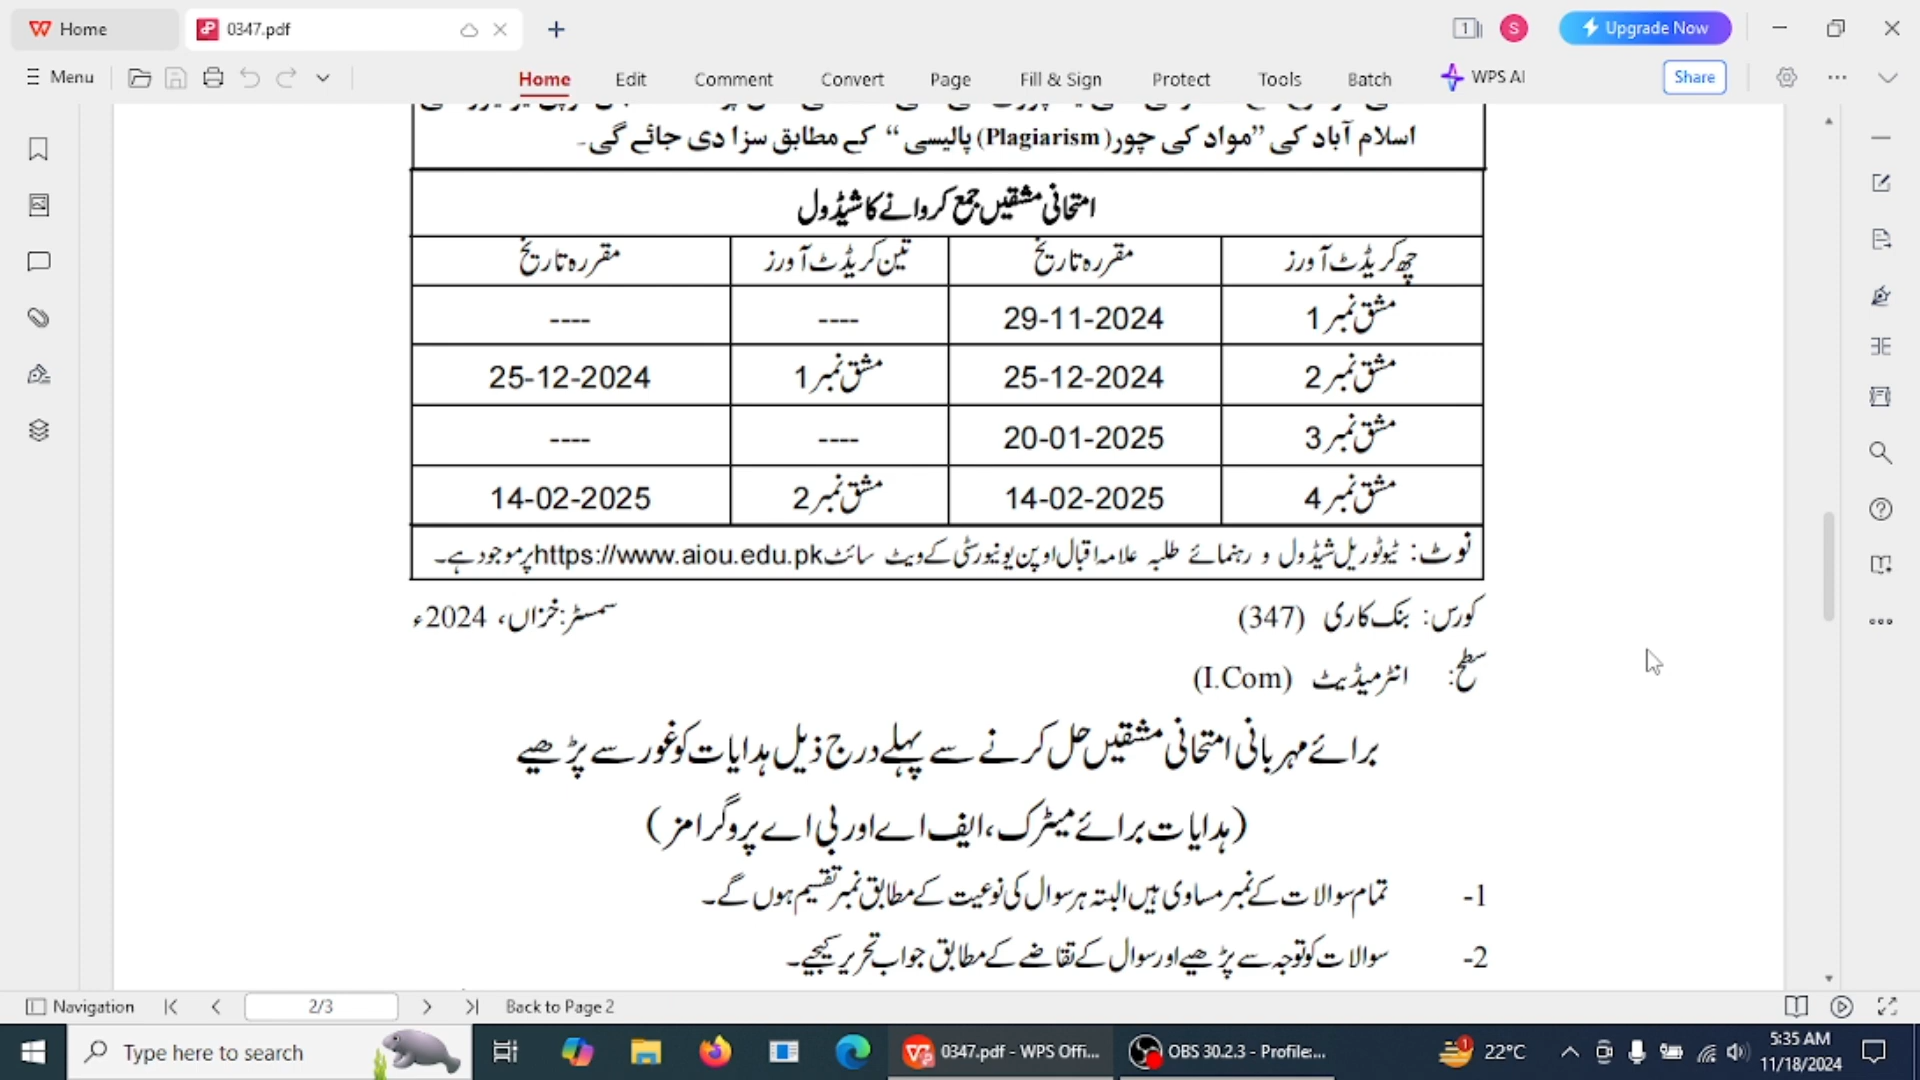 Home
0347.pdf
Upgrade Now
Menu
Home Edit Comment Convert Page Fill & Sign Protect Tools Batch WPS AI
Share
اسلام آباد کی ”مواد کی چور( Plagiarism) پالیسی “ کے مطابق سزا دی جائے گی۔
امتحانی مشقیں جمع کروانے کا شیڈول
چھ کریڈٹ آورز مقررہ تاریخ تین کریڈٹ آورز مقررہ تاریخ
مشق نمبر 1 29-11-2024 ---- ----
مشق نمبر 2 25-12-2024 مشق نمبر 1 25-12-2024
مشق نمبر 3 20-01-2025 ---- ----
مشق نمبر 4 14-02-2025 مشق نمبر 2 14-02-2025
نوٹ: ٹیوٹوریل شیڈول و رہنمائے طلبہ علامہ اقبال اوپن یونیورسٹی کے ویٹ سائٹ https://www.aiou.edu.pk پر موجود ہے۔
کورس: بنک کاری (347) سمسٹر: خزاں، 2024ء
سطح: انٹرمیڈیٹ (I.Com)
برائے مہربانی امتحانی مشقیں حل کرنے سے پہلے درج ذیل ہدایات کو غور سے پڑھیے
(ہدایات برائے میٹرک، ایف اے اور بی اے پروگرامز)
1- تمام سوالات کے نمبر مساوی ہیں البتہ ہر سوال کی نوعیت کے مطابق نمبر تقسیم ہوں گے۔
2- سوالات کو توجہ سے پڑھیے اور سوال کے تقاضے کے مطابق جواب تحریر کیجیے۔
Navigation 2/3 Back to Page 2
Type here to search
0347.pdf - WPS Offi...
OBS 30.2.3 - Profile:...
22°C
5:35 AM
11/18/2024